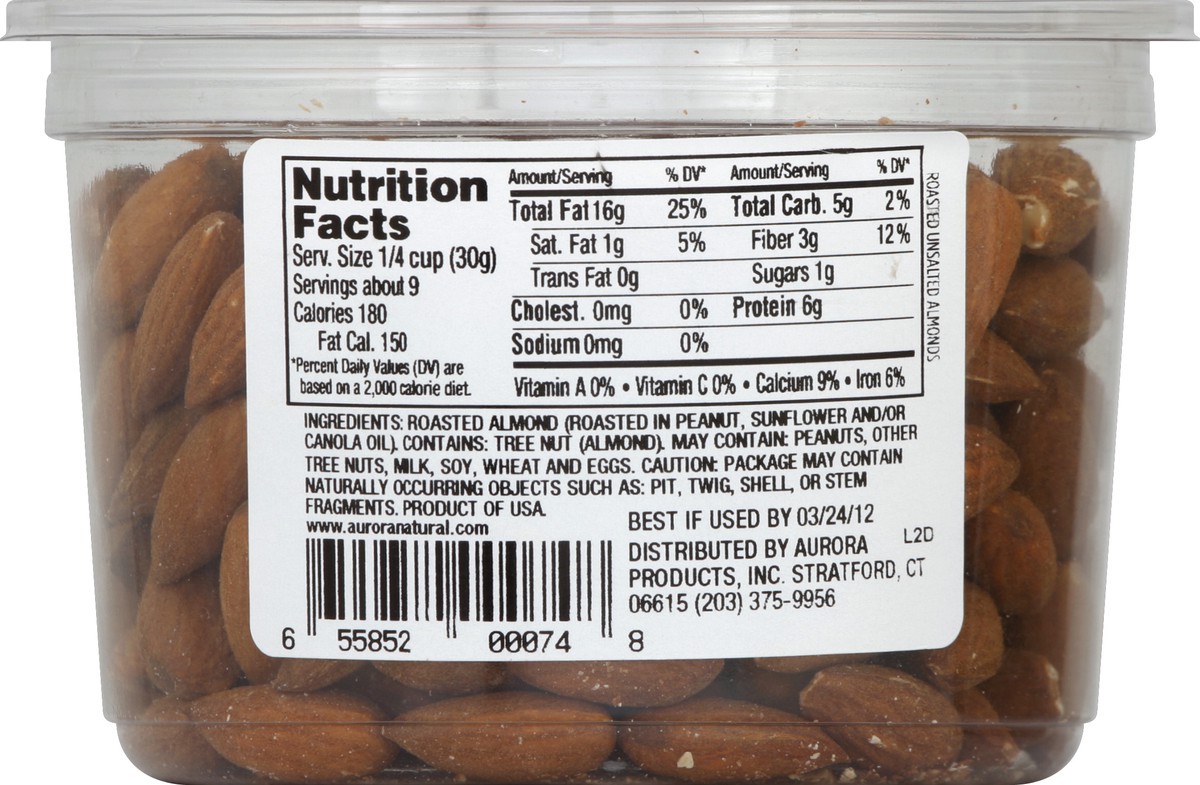 Nutrition
Facts
Serv. Size 1/4 cup (30g)
Servings about 9
Calories 180
Fat Cal. 150
*Percent Daily Values (DV) are
based on a 2,000 calorie diet.
Amount/Serving % DV* Amount/Serving % DV*
Total Fat 16g 25% Total Carb. 5g 2%
Sat. Fat 1g 5% Fiber 3g 12%
Trans Fat 0g Sugars 1g
Cholest. 0mg 0% Protein 6g
Sodium 0mg 0%
Vitamin A 0% • Vitamin C 0% • Calcium 9% • Iron 6%
ROASTED UNSALTED ALMONDS
INGREDIENTS: ROASTED ALMOND (ROASTED IN PEANUT, SUNFLOWER AND/OR
CANOLA OIL). CONTAINS: TREE NUT (ALMOND). MAY CONTAIN: PEANUTS, OTHER
TREE NUTS, MILK, SOY, WHEAT AND EGGS. CAUTION: PACKAGE MAY CONTAIN
NATURALLY OCCURRING OBJECTS SUCH AS: PIT, TWIG, SHELL, OR STEM
FRAGMENTS. PRODUCT OF USA.
www.auroranatural.com
BEST IF USED BY 03/24/12
L2D
DISTRIBUTED BY AURORA
PRODUCTS, INC. STRATFORD, CT
06615 (203) 375-9956
6 55852 00074 8